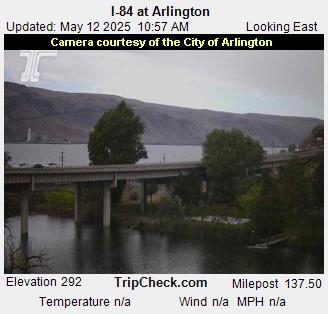 I-84 at Arlington
Updated: May 12 2025 10:57 AM Looking East
Camera courtesy of the City of Arlington
Elevation 292 TripCheck.com Milepost 137.50
Temperature n/a Wind n/a MPH n/a